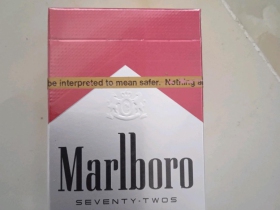 be interpreted to mean safer. Nothing
Marlboro
SEVENTY-TWOS